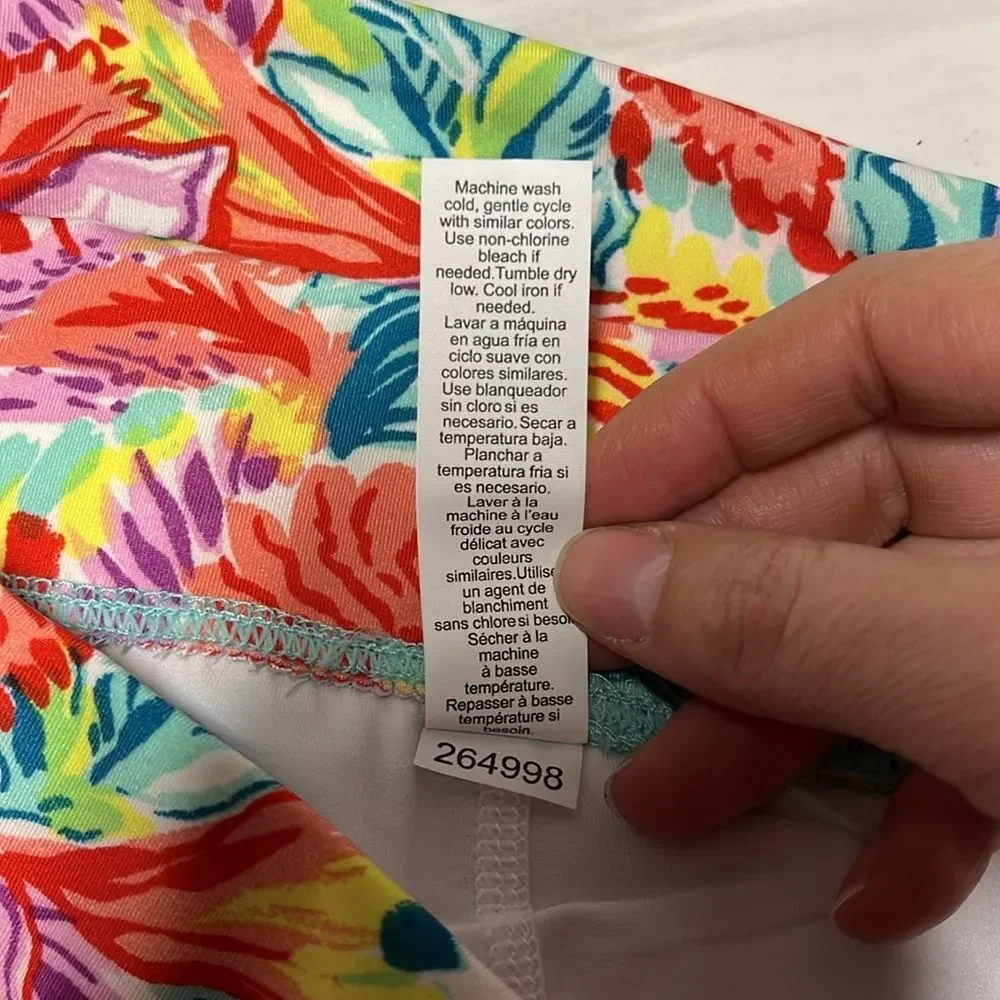 Machine wash
cold, gentle cycle
with similar colors.
Use non-chlorine
bleach if
needed.Tumble dry
low. Cool iron if
needed.
Lavar a máquina
en agua fría en
ciclo suave con
colores similares.
Use blanqueador
sin cloro si es
necesario. Secar a
temperatura baja.
Planchar a
temperatura fria si
es necesario.
Laver à la
machine à l'eau
froide au cycle
délicat avec
couleurs
similaires.Utilise
un agent de
blanchiment
sans chlore si besoi
Sécher à la
machine
à basse
température.
Repasser à basse
température si
besoin.
264998